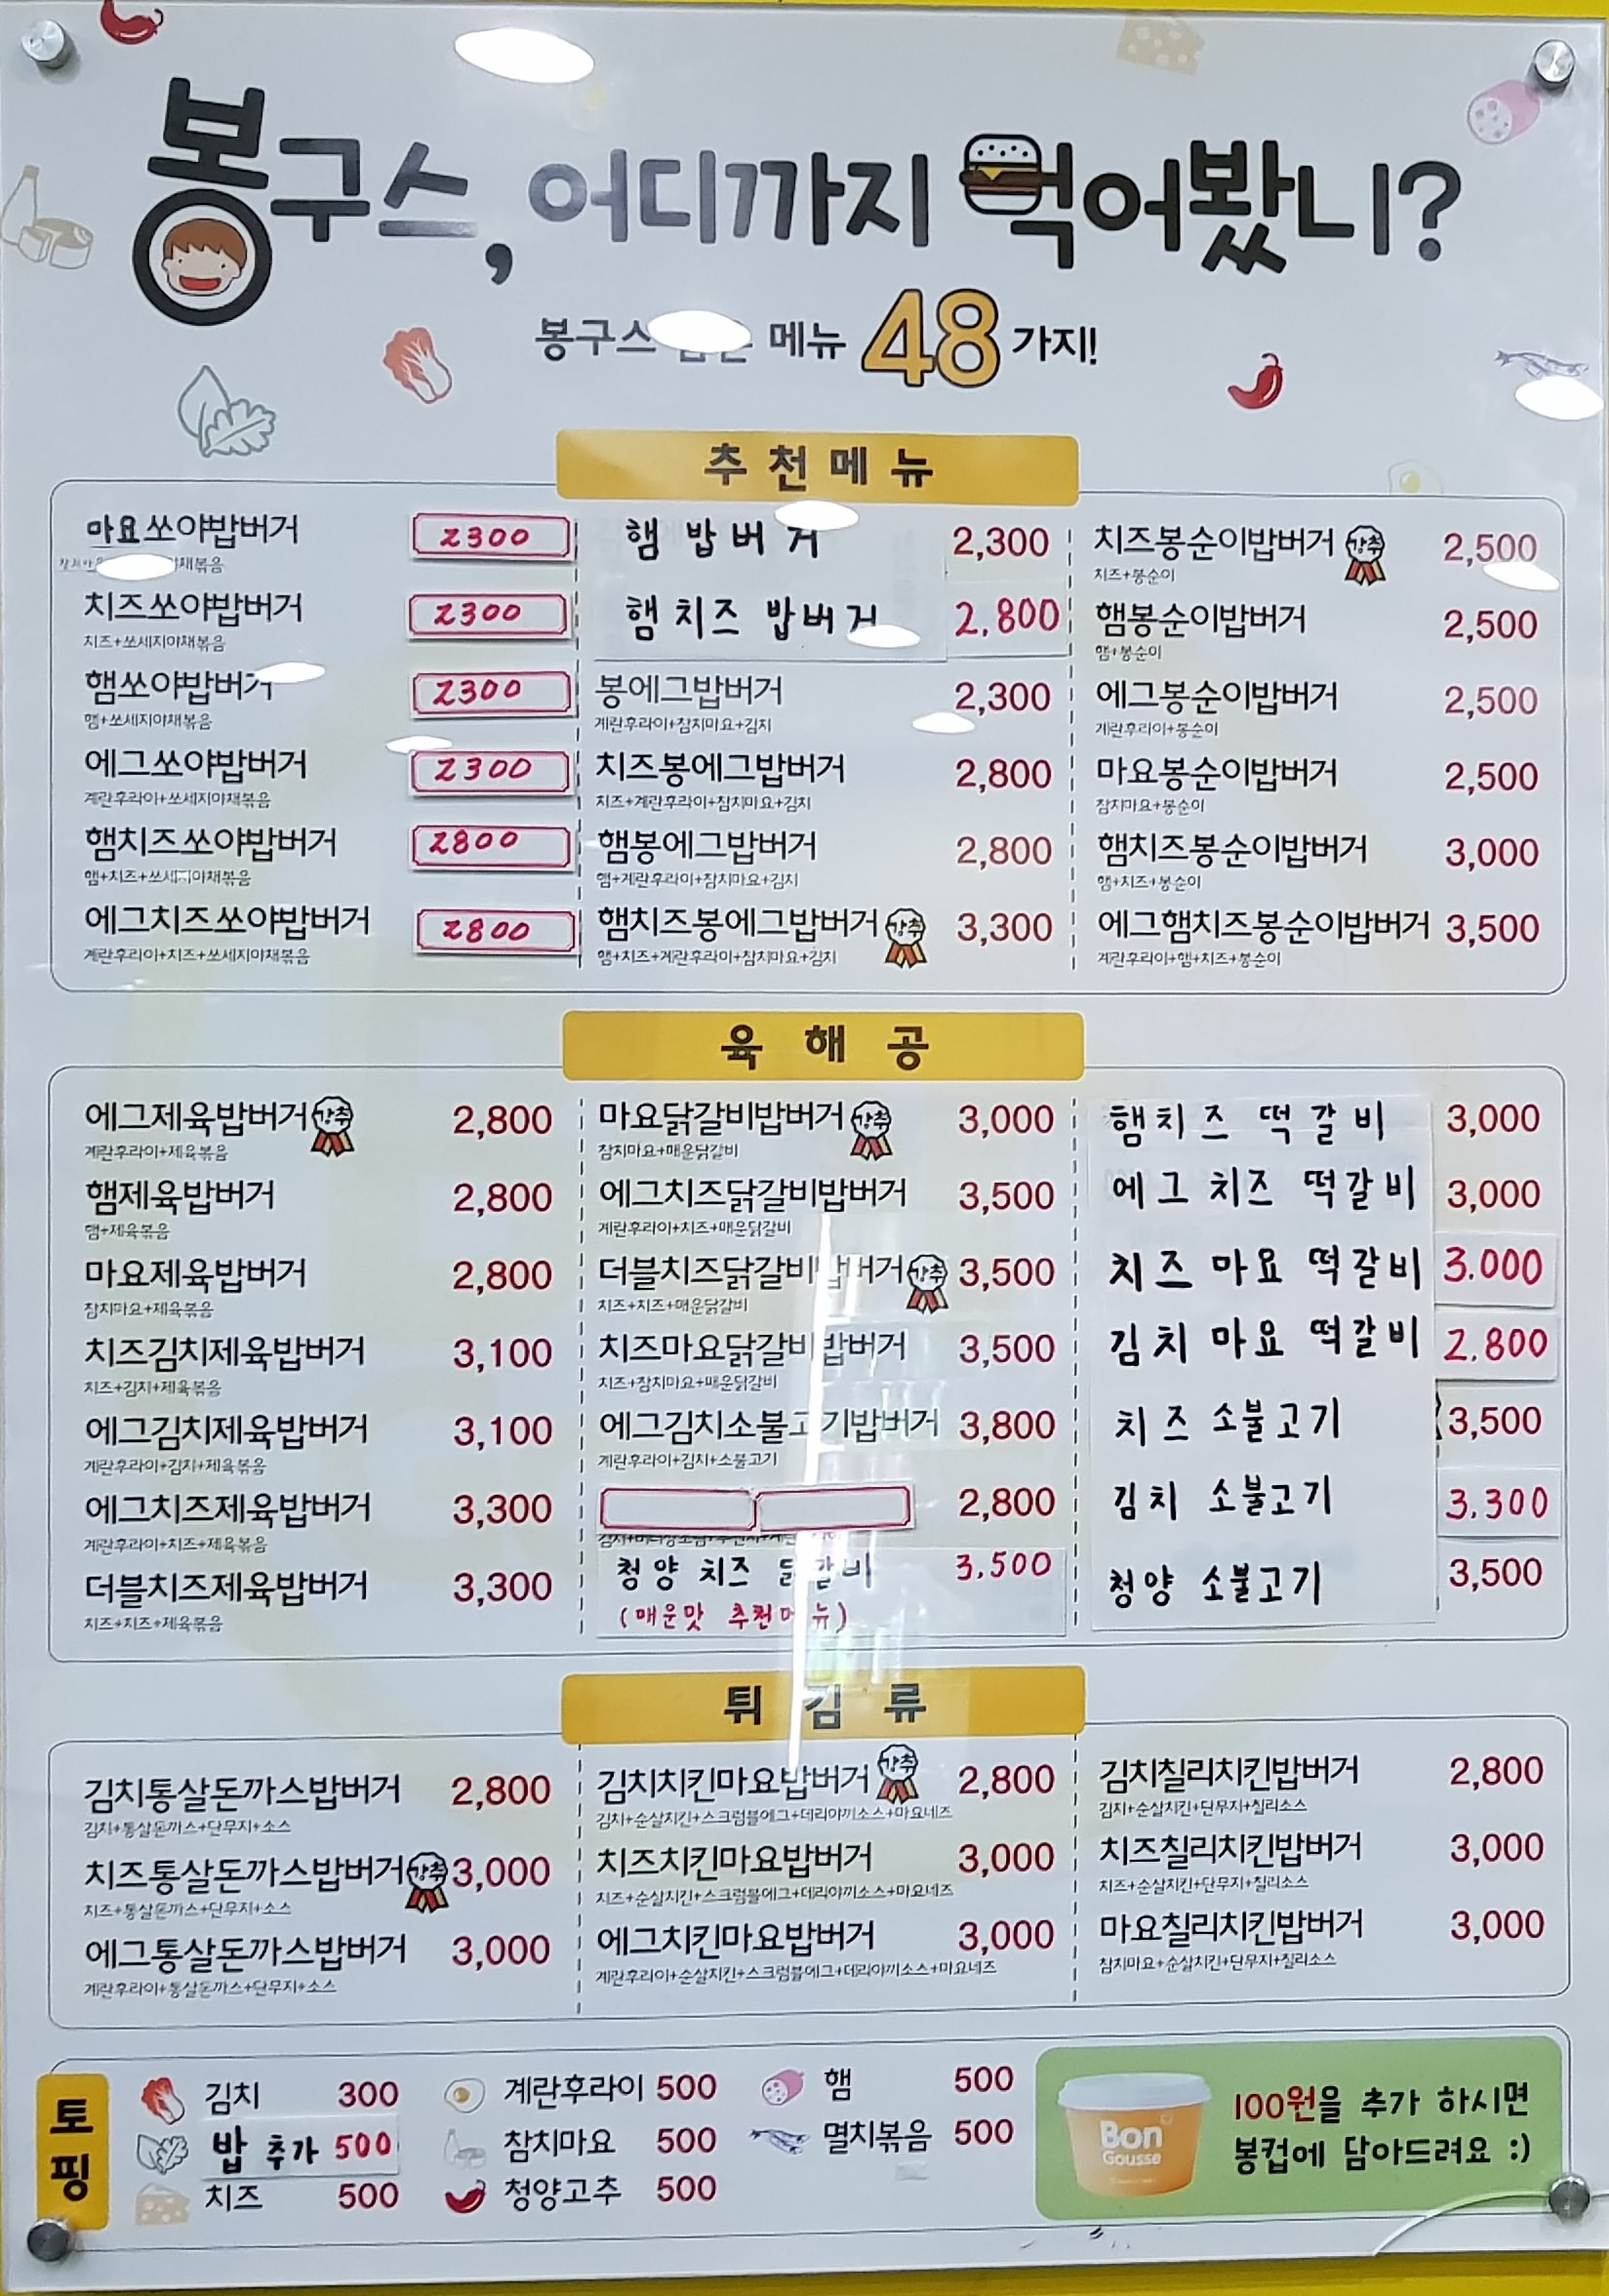 봉구스, 어디까지 먹어봤니?
봉구스 메뉴 48 가지!
추천메뉴
마요쏘야밥버거 2300
치즈쏘야밥버거 2300
치즈+쏘세지야채볶음
햄쏘야밥버거 2300
햄+쏘세지야채볶음
에그쏘야밥버거 2300
계란후라이+쏘세지야채볶음
햄치즈쏘야밥버거 2800
햄+치즈+쏘세지야채볶음
에그치즈쏘야밥버거 2800
계란후라이+치즈+쏘세지야채볶음
햄 밥버거 2,300
햄치즈 밥버거 2.800
봉에그밥버거 2,300
계란후라이+참치마요+김치
치즈봉에그밥버거 2,800
치즈+계란후라이+참치마요+김치
햄봉에그밥버거 2,800
햄+계란후라이+참치마요+김치
햄치즈봉에그밥버거 강추 3,300
햄+치즈+계란후라이+참치마요+김치
치즈봉순이밥버거 강추 2,500
치즈+봉순이
햄봉순이밥버거 2,500
햄+봉순이
에그봉순이밥버거 2,500
계란후라이+봉순이
마요봉순이밥버거 2,500
참치마요+봉순이
햄치즈봉순이밥버거 3,000
햄+치즈+봉순이
에그햄치즈봉순이밥버거 3,500
계란후라이+햄+치즈+봉순이
육해공
에그제육밥버거 강추 2,800
계란후라이+제육볶음
햄제육밥버거 2,800
햄+제육볶음
마요제육밥버거 2,800
참치마요+제육볶음
치즈김치제육밥버거 3,100
치즈+김치+제육볶음
에그김치제육밥버거 3,100
계란후라이+김치+제육볶음
에그치즈제육밥버거 3,300
계란후라이+치즈+제육볶음
더블치즈제육밥버거 3,300
치즈+치즈+제육볶음
마요닭갈비밥버거 강추 3,000
참치마요+매운닭갈비
에그치즈닭갈비밥버거 3,500
계란후라이+치즈+매운닭갈비
더블치즈닭갈비밥버거 강추 3,500
치즈+치즈+매운닭갈비
치즈마요닭갈비밥버거 3,500
치즈+참치마요+매운닭갈비
에그김치소불고기밥버거 3,800
계란후라이+김치+소불고기
2,800
청양 치즈 닭갈비 3.500
(매운맛 추천메뉴)
햄치즈 떡갈비 3,000
에그 치즈 떡갈비 3,000
치즈 마요 떡갈비 3.000
김치 마요 떡갈비 2.800
치즈 소불고기 3,500
김치 소불고기 3.300
청양 소불고기 3,500
튀김류
김치통살돈까스밥버거 2,800
김치+통살돈까스+단무지+소스
치즈통살돈까스밥버거 강추 3,000
치즈+통살돈까스+단무지+소스
에그통살돈까스밥버거 3,000
계란후라이+통살돈까스+단무지+소스
김치치킨마요밥버거 강추 2,800
김치+순살치킨+스크럼블에그+데리야끼소스+마요네즈
치즈치킨마요밥버거 3,000
치즈+순살치킨+스크럼블에그+데리야끼소스+마요네즈
에그치킨마요밥버거 3,000
계란후라이+순살치킨+스크럼블에그+데리야끼소스+마요네즈
김치칠리치킨밥버거 2,800
김치+순살치킨+단무지+칠리소스
치즈칠리치킨밥버거 3,000
치즈+순살치킨+단무지+칠리소스
마요칠리치킨밥버거 3,000
참치마요+순살치킨+단무지+칠리소스
토핑
김치 300
밥 추가 500
치즈 500
계란후라이 500
참치마요 500
청양고추 500
햄 500
멸치볶음 500
Bon
Gousse
100원을 추가 하시면
봉컵에 담아드려요 :)